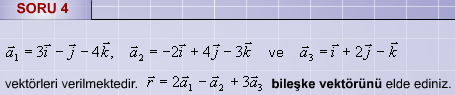 SORU 4
a⃗₁ = 3i⃗ − j⃗ − 4k⃗, a⃗₂ = −2i⃗ + 4j⃗ − 3k⃗ ve a⃗₃ = i⃗ + 2j⃗ − k⃗
vektörleri verilmektedir. r⃗ = 2a⃗₁ − a⃗₂ + 3a⃗₃ bileşke vektörünü elde ediniz.